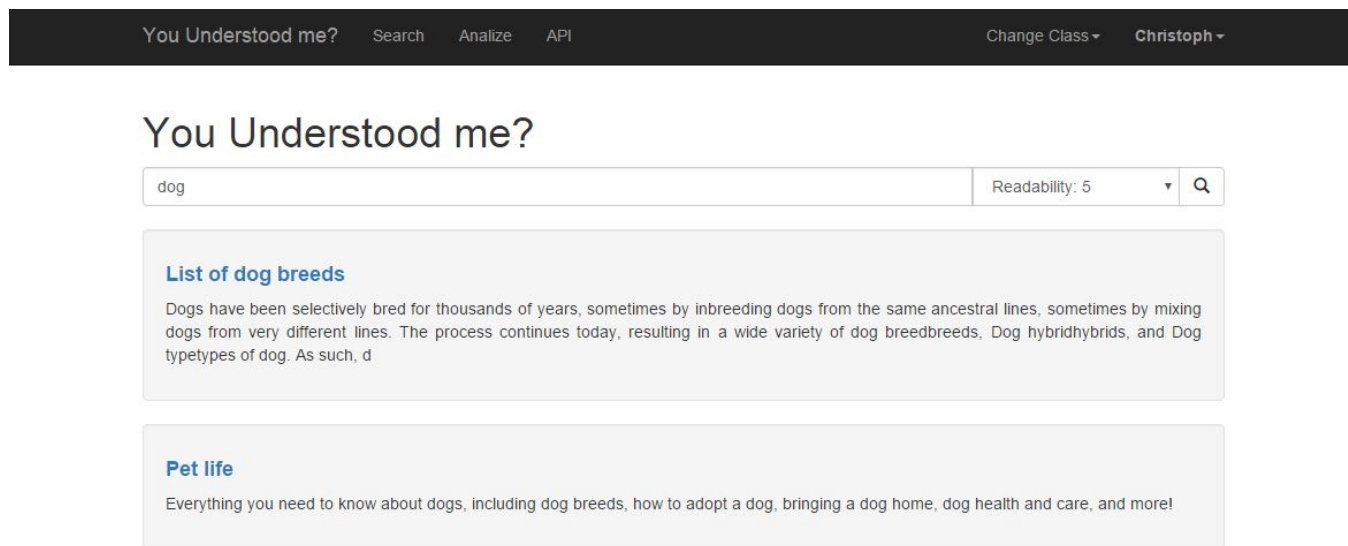 You Understood me? Search Analize API Change Class Christoph
You Understood me?
dog Readability: 5
List of dog breeds
Dogs have been selectively bred for thousands of years, sometimes by inbreeding dogs from the same ancestral lines, sometimes by mixing
dogs from very different lines. The process continues today, resulting in a wide variety of dog breedbreeds, Dog hybridhybrids, and Dog
typetypes of dog. As such, d
Pet life
Everything you need to know about dogs, including dog breeds, how to adopt a dog, bringing a dog home, dog health and care, and more!